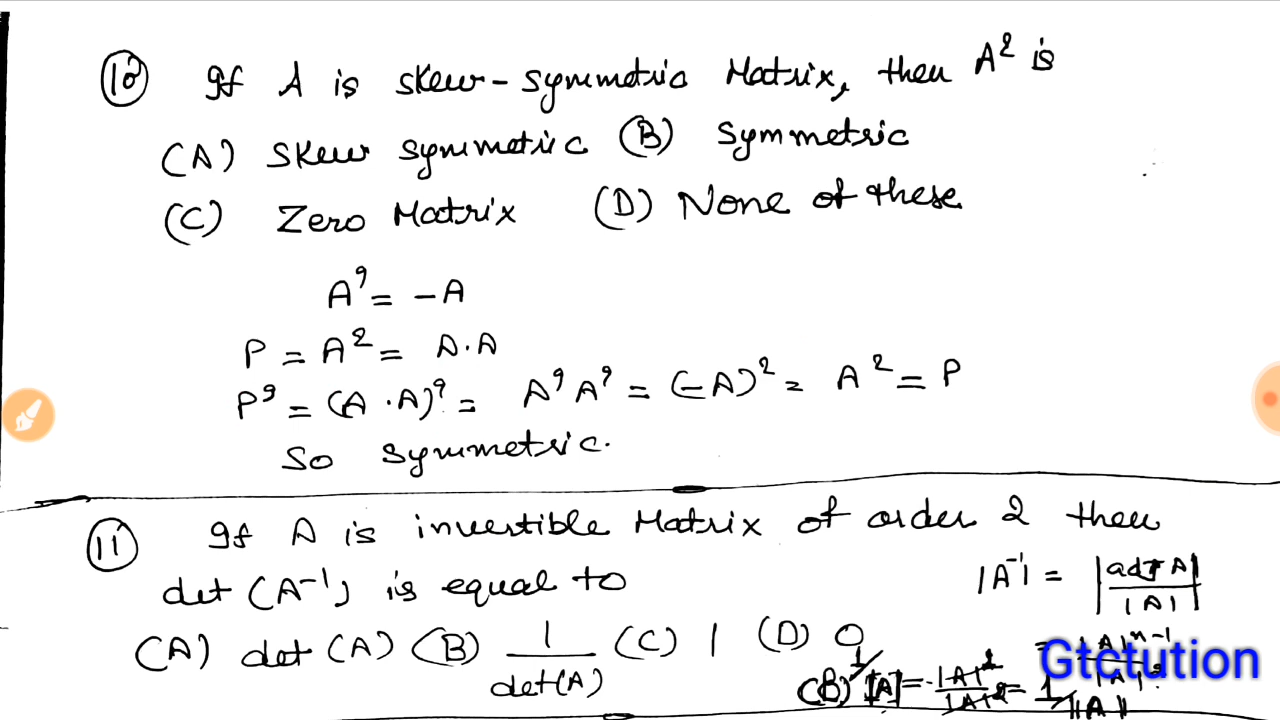 10 If A is skew-symmetric Matrix, then A² is
(A) Skew symmetric (B) Symmetric
(C) Zero Matrix (D) None of these
A' = -A
P = A² = A·A
P' = (A·A)' = A'A' = (-A)² = A² = P
So symmetric.
11 If A is invertible Matrix of order 2 then
det (A⁻¹) is equal to
|A⁻¹| = |adj A| / |A|
(A) det (A) (B) 1/det(A) (C) 1 (D) 0
Gtctution